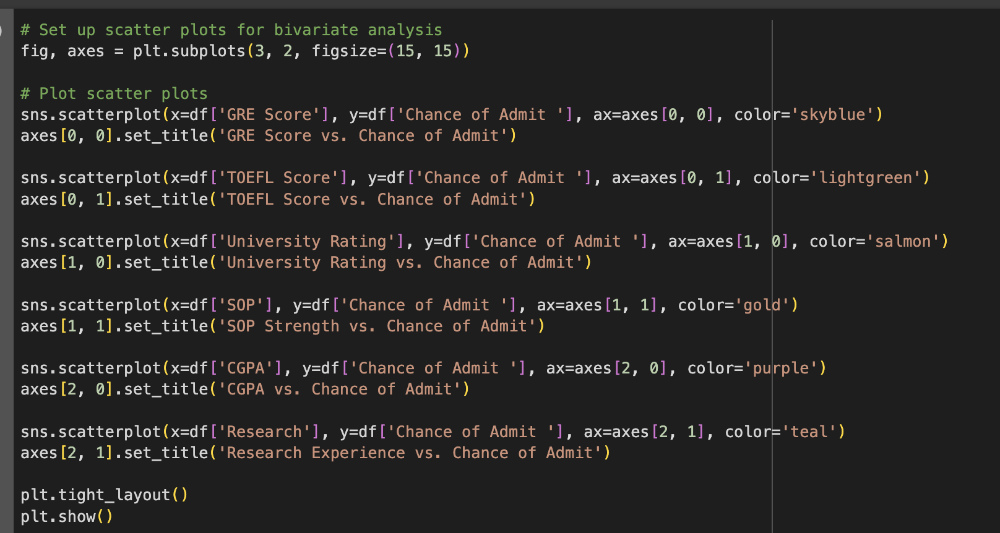 # Set up scatter plots for bivariate analysis
fig, axes = plt.subplots(3, 2, figsize=(15, 15))
# Plot scatter plots
sns.scatterplot(x=df['GRE Score'], y=df['Chance of Admit '], ax=axes[0, 0], color='skyblue')
axes[0, 0].set_title('GRE Score vs. Chance of Admit')
sns.scatterplot(x=df['TOEFL Score'], y=df['Chance of Admit '], ax=axes[0, 1], color='lightgreen')
axes[0, 1].set_title('TOEFL Score vs. Chance of Admit')
sns.scatterplot(x=df['University Rating'], y=df['Chance of Admit '], ax=axes[1, 0], color='salmon')
axes[1, 0].set_title('University Rating vs. Chance of Admit')
sns.scatterplot(x=df['SOP'], y=df['Chance of Admit '], ax=axes[1, 1], color='gold')
axes[1, 1].set_title('SOP Strength vs. Chance of Admit')
sns.scatterplot(x=df['CGPA'], y=df['Chance of Admit '], ax=axes[2, 0], color='purple')
axes[2, 0].set_title('CGPA vs. Chance of Admit')
sns.scatterplot(x=df['Research'], y=df['Chance of Admit '], ax=axes[2, 1], color='teal')
axes[2, 1].set_title('Research Experience vs. Chance of Admit')
plt.tight_layout()
plt.show()